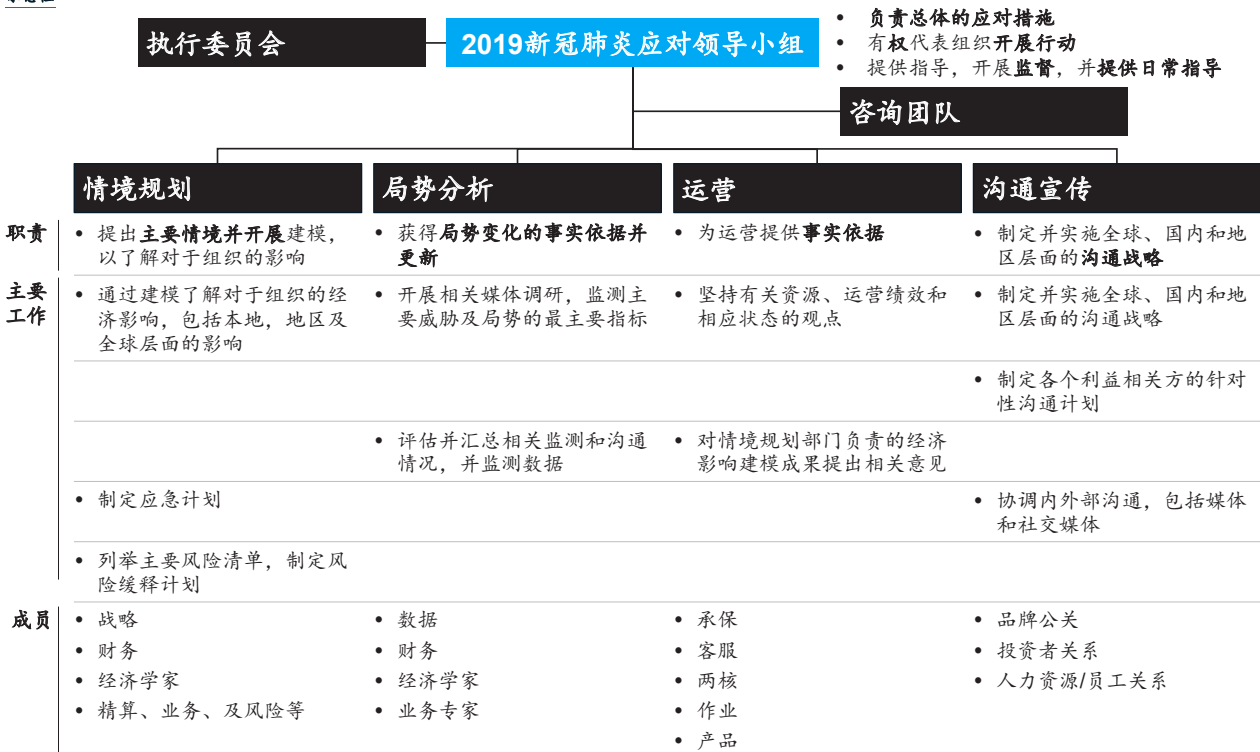 执行委员会
2019新冠肺炎应对领导小组
• 负责总体的应对措施
• 有权代表组织开展行动
• 提供指导，开展监督，并提供日常指导
咨询团队
情境规划
局势分析
运营
沟通宣传
职责
• 提出主要情境并开展建模，
以了解对于组织的影响
• 获得局势变化的事实依据并
更新
• 为运营提供事实依据
• 制定并实施全球、国内和地
区层面的沟通战略
主要
工作
• 通过建模了解对于组织的经
济影响，包括本地，地区及
全球层面的影响
• 开展相关媒体调研，监测主
要威胁及局势的最主要指标
• 坚持有关资源、运营绩效和
相应状态的观点
• 制定并实施全球、国内和地
区层面的沟通战略
• 制定各个利益相关方的针对
性沟通计划
• 评估并汇总相关监测和沟通
情况，并监测数据
• 对情境规划部门负责的经济
影响建模成果提出相关意见
• 制定应急计划
• 协调内外部沟通，包括媒体
和社交媒体
• 列举主要风险清单，制定风
险缓释计划
成员
• 战略
• 财务
• 经济学家
• 精算、业务、及风险等
• 数据
• 财务
• 经济学家
• 业务专家
• 承保
• 客服
• 两核
• 作业
• 产品
• 品牌公关
• 投资者关系
• 人力资源/员工关系